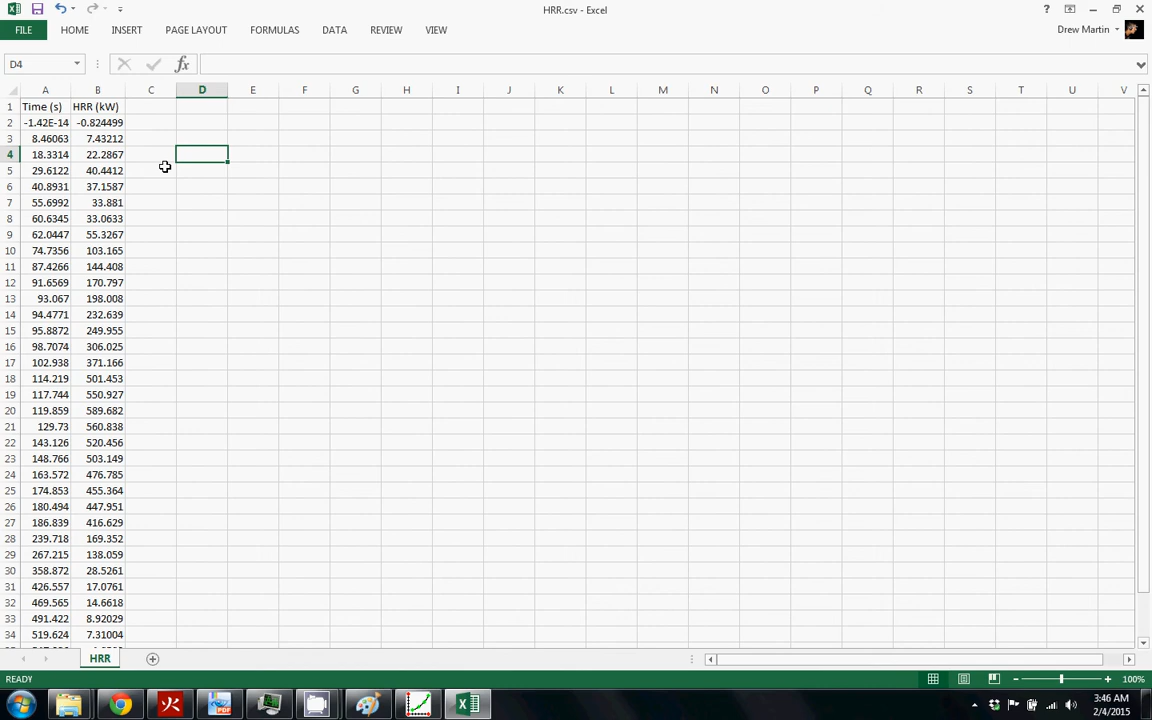 HRR.csv - Excel
FILE HOME INSERT PAGE LAYOUT FORMULAS DATA REVIEW VIEW Drew Martin
D4 fx
A B C D E F G H I J K L M N O P Q R S T U V
1 Time (s) HRR (kW)
2 -1.42E-14 -0.824499
3 8.46063 7.43212
4 18.3314 22.2867
5 29.6122 40.4412
6 40.8931 37.1587
7 55.6992 33.881
8 60.6345 33.0633
9 62.0447 55.3267
10 74.7356 103.165
11 87.4266 144.408
12 91.6569 170.797
13 93.067 198.008
14 94.4771 232.639
15 95.8872 249.955
16 98.7074 306.025
17 102.938 371.166
18 114.219 501.453
19 117.744 550.927
20 119.859 589.682
21 129.73 560.838
22 143.126 520.456
23 148.766 503.149
24 163.572 476.785
25 174.853 455.364
26 180.494 447.951
27 186.839 416.629
28 239.718 169.352
29 267.215 138.059
30 358.872 28.5261
31 426.557 17.0761
32 469.565 14.6618
33 491.422 8.92029
34 519.624 7.31004
HRR
READY 100%
PDF
3:46 AM
2/4/2015